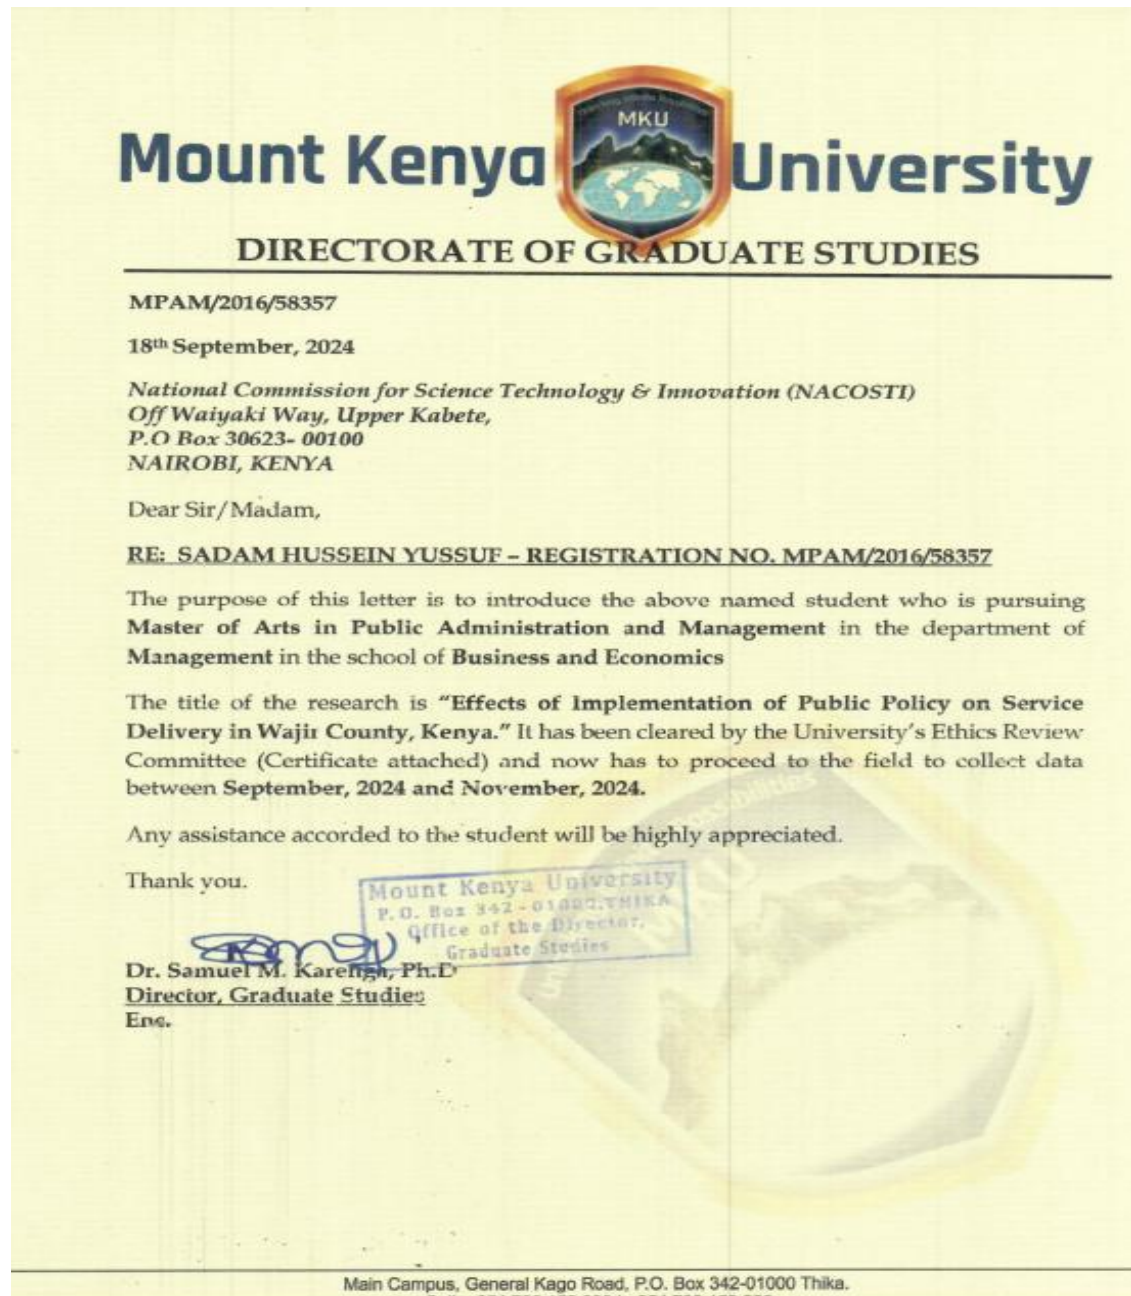 MKU
Mount Kenya University
DIRECTORATE OF GRADUATE STUDIES
MPAM/2016/58357
18th September, 2024
National Commission for Science Technology & Innovation (NACOSTI)
Off Waiyaki Way, Upper Kabete,
P.O Box 30623- 00100
NAIROBI, KENYA
Dear Sir/Madam,
RE: SADAM HUSSEIN YUSSUF – REGISTRATION NO. MPAM/2016/58357
The purpose of this letter is to introduce the above named student who is pursuing
Master of Arts in Public Administration and Management in the department of
Management in the school of Business and Economics
The title of the research is “Effects of Implementation of Public Policy on Service
Delivery in Wajir County, Kenya.” It has been cleared by the University’s Ethics Review
Committee (Certificate attached) and now has to proceed to the field to collect data
between September, 2024 and November, 2024.
Any assistance accorded to the student will be highly appreciated.
Thank you.
Mount Kenya University
P.O. Box 342-01000,THIKA
Office of the Director,
Graduate Studies
Dr. Samuel M. Ph.D
Director, Graduate Studies
Enc.
MKU
Main Campus, General Kago Road, P.O. Box 342-01000 Thika.